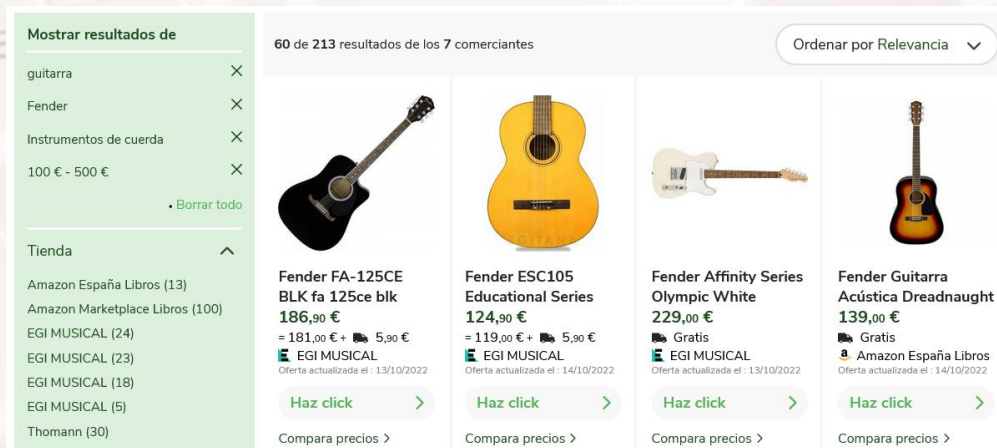 Mostrar resultados de
guitarra
Fender
Instrumentos de cuerda
100 € - 500 €
• Borrar todo
Tienda
Amazon España Libros (13)
Amazon Marketplace Libros (100)
EGI MUSICAL (24)
EGI MUSICAL (23)
EGI MUSICAL (18)
EGI MUSICAL (5)
Thomann (30)
60 de 213 resultados de los 7 comerciantes
Ordenar por Relevancia
Fender FA-125CE
BLK fa 125ce blk
186,90 €
= 181,00 € + 5,90 €
EGI MUSICAL
Oferta actualizada el : 13/10/2022
Haz click
Compara precios >
EGITANA
Fender ESC105
Educational Series
124,90 €
= 119,00 € + 5,90 €
EGI MUSICAL
Oferta actualizada el : 14/10/2022
Haz click
Compara precios >
Fender Affinity Series
Olympic White
229,00 €
Gratis
EGI MUSICAL
Oferta actualizada el : 13/10/2022
Haz click
Compara precios >
Fender Guitarra
Acústica Dreadnaught
139,00 €
Gratis
Amazon España Libros
Oferta actualizada el : 14/10/2022
Haz click
Compara precios >